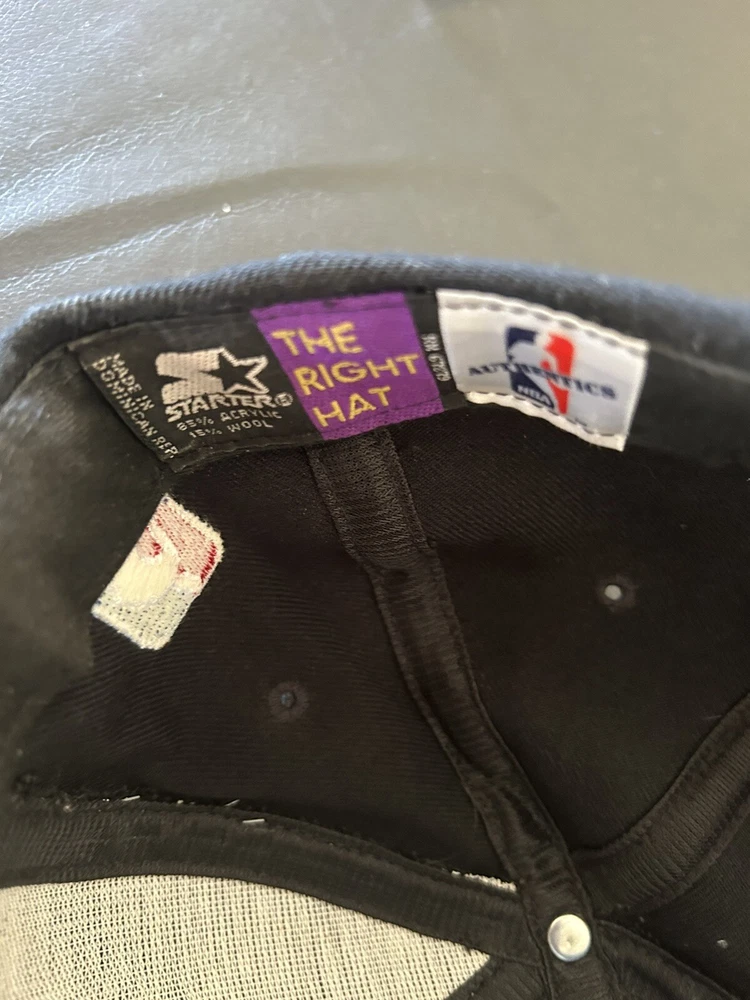 MADE IN
DOMINICAN REP.
STARTER®
85% ACRYLIC
15% WOOL
THE
RIGHT
HAT
AUTHENTICS
NBA